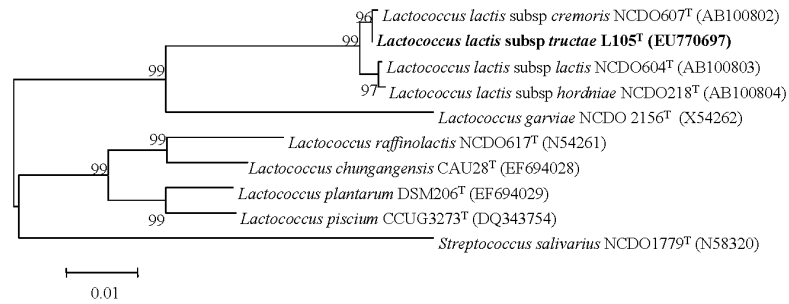 96
Lactococcus lactis subsp cremoris NCDO607ᵀ (AB100802)
99
Lactococcus lactis subsp tructae L105ᵀ (EU770697)
99
Lactococcus lactis subsp lactis NCDO604ᵀ (AB100803)
97
Lactococcus lactis subsp hordniae NCDO218ᵀ (AB100804)
Lactococcus garviae NCDO 2156ᵀ (X54262)
99
Lactococcus raffinolactis NCDO617ᵀ (N54261)
99
Lactococcus chungangensis CAU28ᵀ (EF694028)
Lactococcus plantarum DSM206ᵀ (EF694029)
99
Lactococcus piscium CCUG3273ᵀ (DQ343754)
Streptococcus salivarius NCDO1779ᵀ (N58320)
0.01